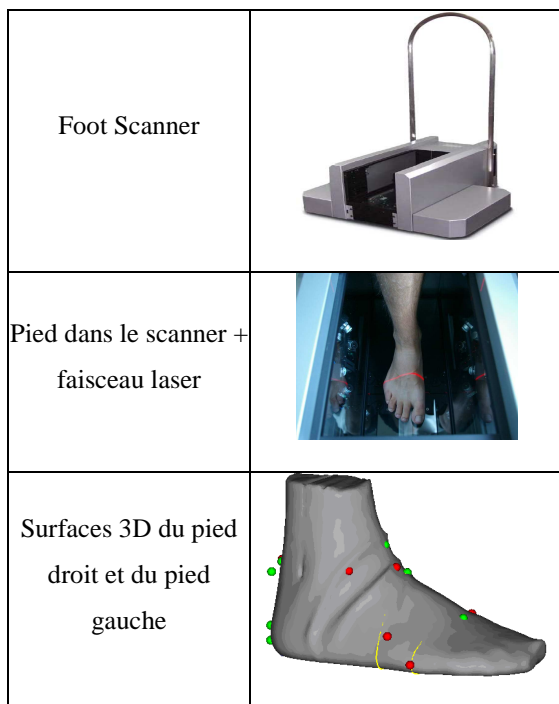 Foot Scanner
Pied dans le scanner +
faisceau laser
Surfaces 3D du pied
droit et du pied
gauche